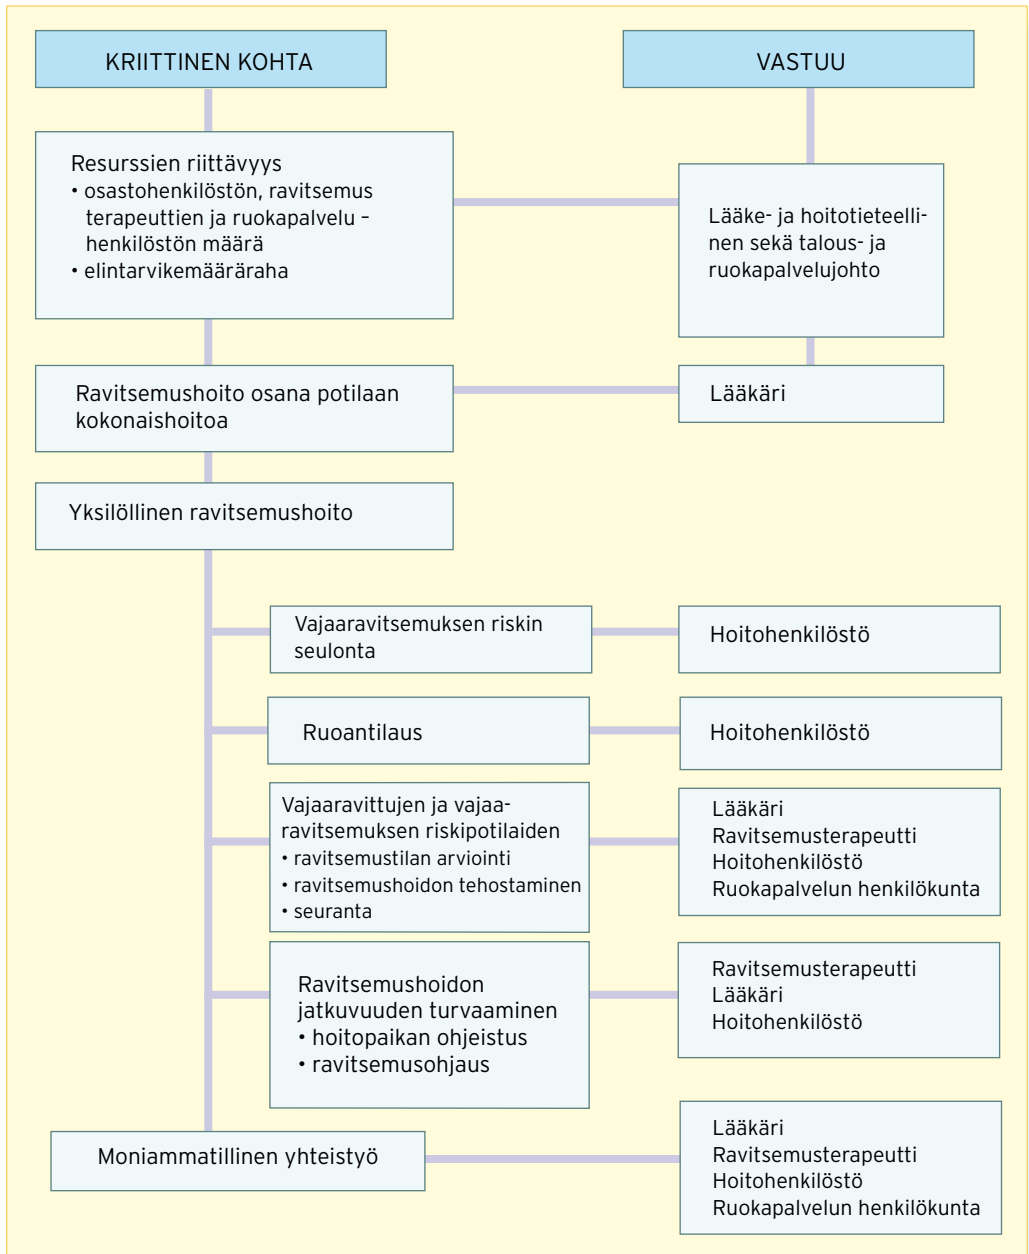 KRIITTINEN KOHTA
VASTUU
Resurssien riittävyys
• osastohenkilöstön, ravitsemus
terapeuttien ja ruokapalvelu –
henkilöstön määrä
• elintarvikemääräraha
Lääke- ja hoitotieteelli-
nen sekä talous- ja
ruokapalvelujohto
Ravitsemushoito osana potilaan
kokonaishoitoa
Lääkäri
Yksilöllinen ravitsemushoito
Vajaaravitsemuksen riskin
seulonta
Hoitohenkilöstö
Ruoantilaus
Hoitohenkilöstö
Vajaaravittujen ja vajaa-
ravitsemuksen riskipotilaiden
• ravitsemustilan arviointi
• ravitsemushoidon tehostaminen
• seuranta
Lääkäri
Ravitsemusterapeutti
Hoitohenkilöstö
Ruokapalvelun henkilökunta
Ravitsemushoidon
jatkuvuuden turvaaminen
• hoitopaikan ohjeistus
• ravitsemusohjaus
Ravitsemusterapeutti
Lääkäri
Hoitohenkilöstö
Moniammatillinen yhteistyö
Lääkäri
Ravitsemusterapeutti
Hoitohenkilöstö
Ruokapalvelun henkilökunta